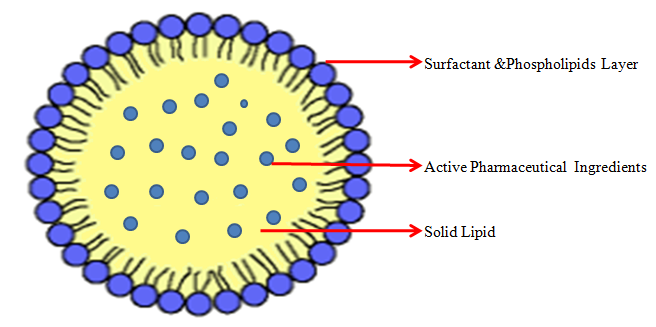 Surfactant &Phospholipids Layer
Active Pharmaceutical Ingredients
Solid Lipid